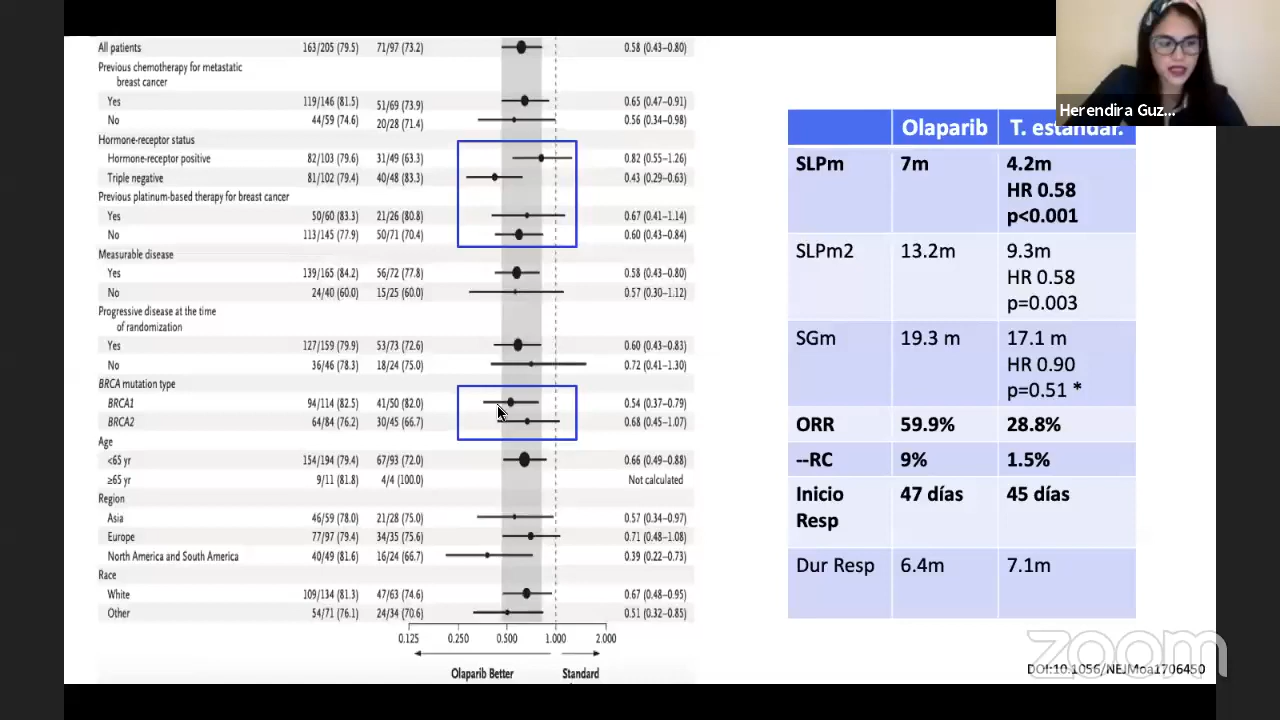 Herendira Guz...
All patients 163/205 (79.5) 71/97 (73.2) 0.58 (0.43–0.80)
Previous chemotherapy for metastatic
breast cancer
Yes 119/146 (81.5) 51/69 (73.9) 0.65 (0.47–0.91)
No 44/59 (74.6) 20/28 (71.4) 0.56 (0.34–0.98)
Hormone-receptor status
Hormone-receptor positive 82/103 (79.6) 31/49 (63.3) 0.82 (0.55–1.26)
Triple negative 81/102 (79.4) 40/48 (83.3) 0.43 (0.29–0.63)
Previous platinum-based therapy for breast cancer
Yes 50/60 (83.3) 21/26 (80.8) 0.67 (0.41–1.14)
No 113/145 (77.9) 50/71 (70.4) 0.60 (0.43–0.84)
Measurable disease
Yes 139/165 (84.2) 56/72 (77.8) 0.58 (0.43–0.80)
No 24/40 (60.0) 15/25 (60.0) 0.57 (0.30–1.12)
Progressive disease at the time
of randomization
Yes 127/159 (79.9) 53/73 (72.6) 0.60 (0.43–0.83)
No 36/46 (78.3) 18/24 (75.0) 0.72 (0.41–1.30)
BRCA mutation type
BRCA1 94/114 (82.5) 41/50 (82.0) 0.54 (0.37–0.79)
BRCA2 64/84 (76.2) 30/45 (66.7) 0.68 (0.45–1.07)
Age
<65 yr 154/194 (79.4) 67/93 (72.0) 0.66 (0.49–0.88)
≥65 yr 9/11 (81.8) 4/4 (100.0) Not calculated
Region
Asia 46/59 (78.0) 21/28 (75.0) 0.57 (0.34–0.97)
Europe 77/97 (79.4) 34/35 (75.6) 0.71 (0.48–1.08)
North America and South America 40/49 (81.6) 16/24 (66.7) 0.39 (0.22–0.73)
Race
White 109/134 (81.3) 47/63 (74.6) 0.67 (0.48–0.95)
Other 54/71 (76.1) 24/34 (70.6) 0.51 (0.32–0.85)
0.125 0.250 0.500 1.000 2.000
Olaparib Better Standard
Olaparib T. estándar.
SLPm 7m 4.2m
HR 0.58
p<0.001
SLPm2 13.2m 9.3m
HR 0.58
p=0.003
SGm 19.3 m 17.1 m
HR 0.90
p=0.51 *
ORR 59.9% 28.8%
--RC 9% 1.5%
Inicio 47 días 45 días
Resp
Dur Resp 6.4m 7.1m
zoom
DOI:10.1056/NEJMoa1706450